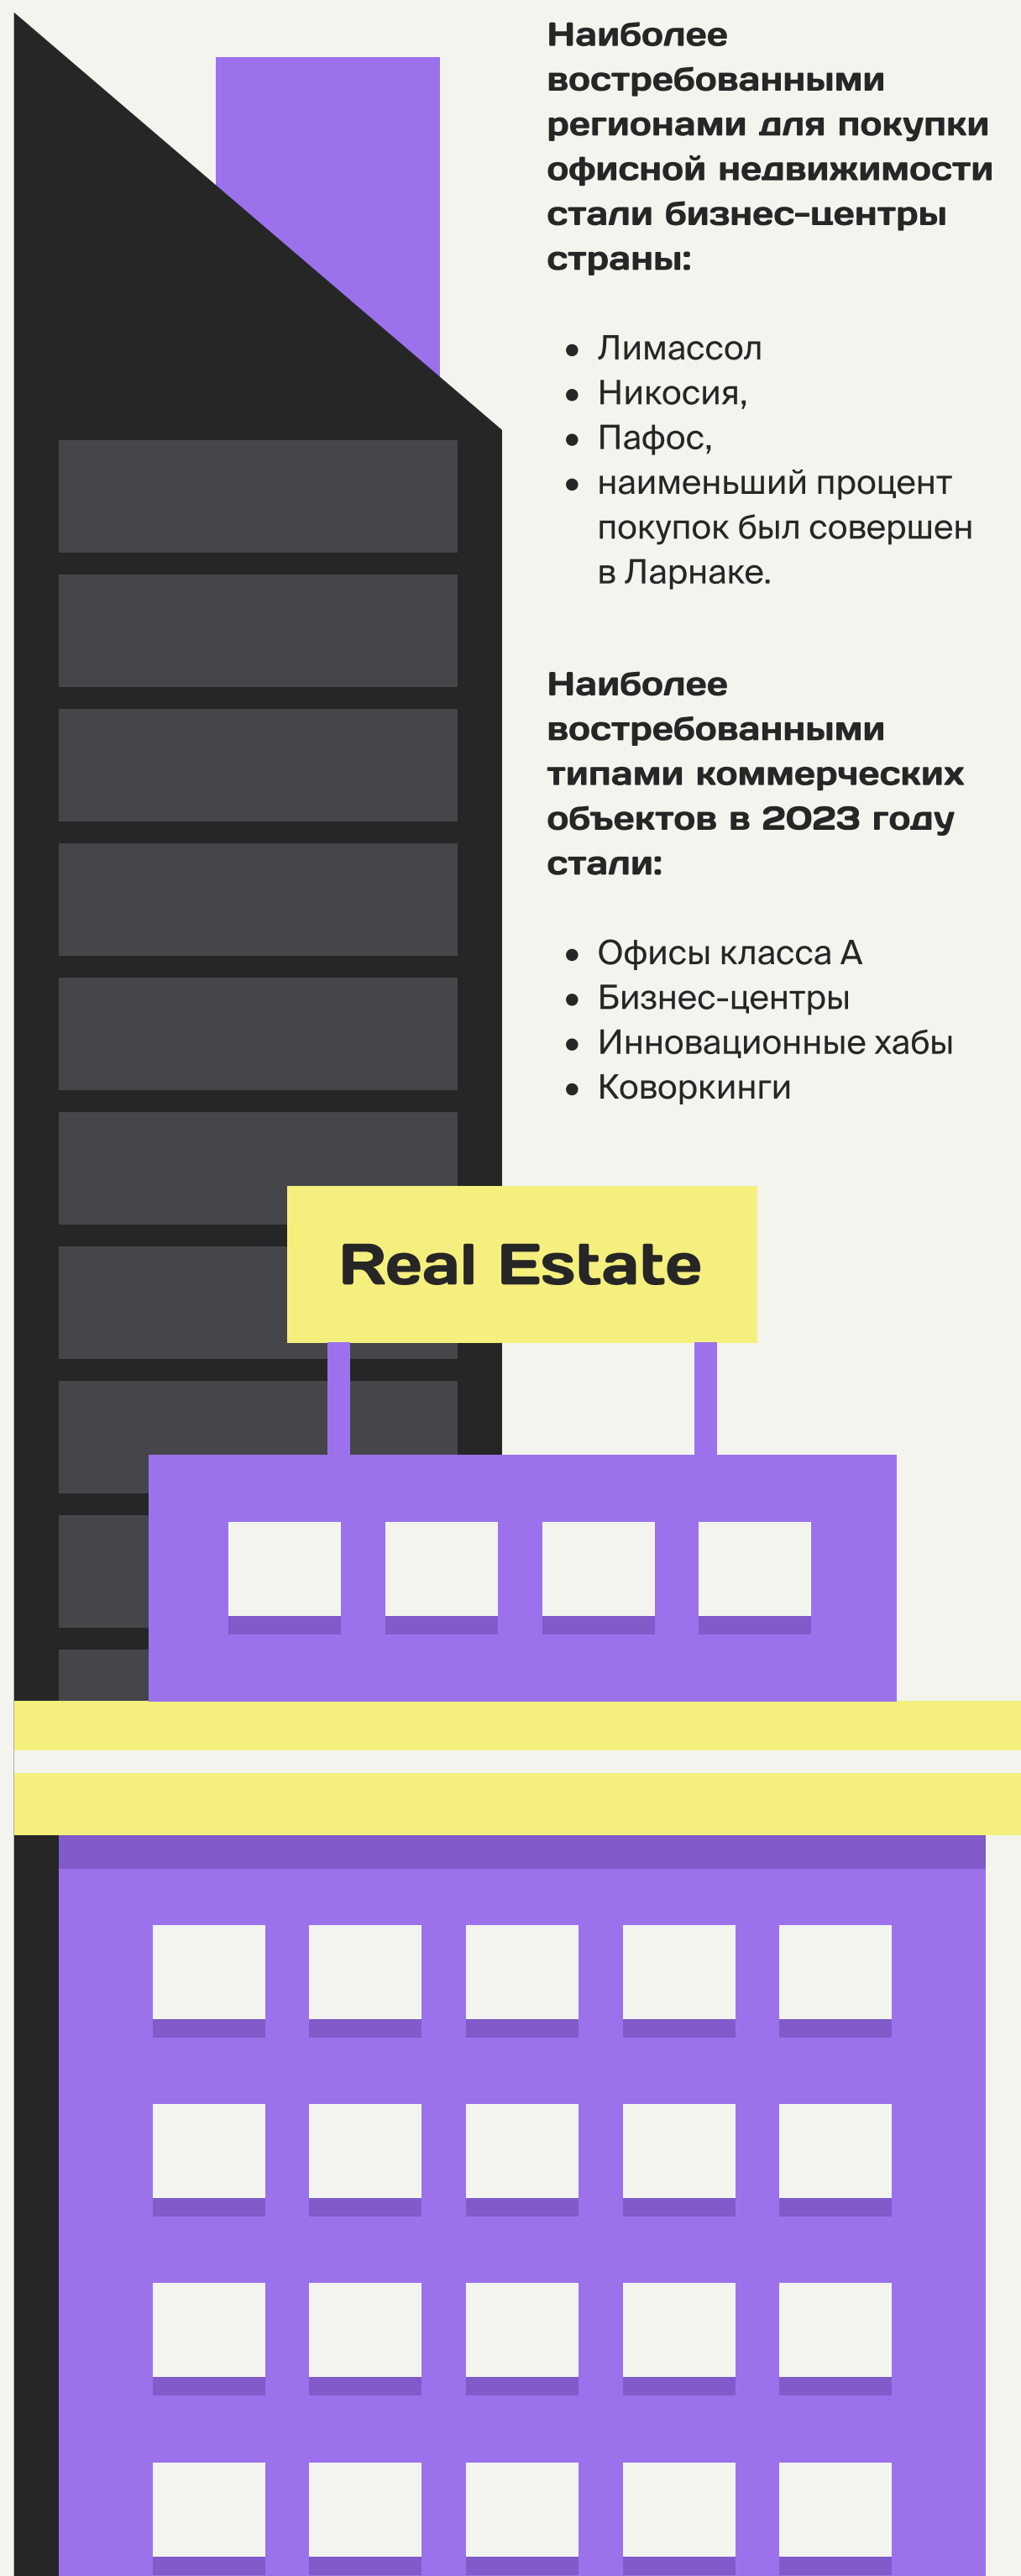 Наиболее
востребованными
регионами для покупки
офисной недвижимости
стали бизнес-центры
страны:
• Лимассол
• Никосия,
• Пафос,
• наименьший процент
покупок был совершен
в Ларнаке.
Наиболее
востребованными
типами коммерческих
объектов в 2023 году
стали:
• Офисы класса А
• Бизнес-центры
• Инновационные хабы
• Коворкинги
Real Estate